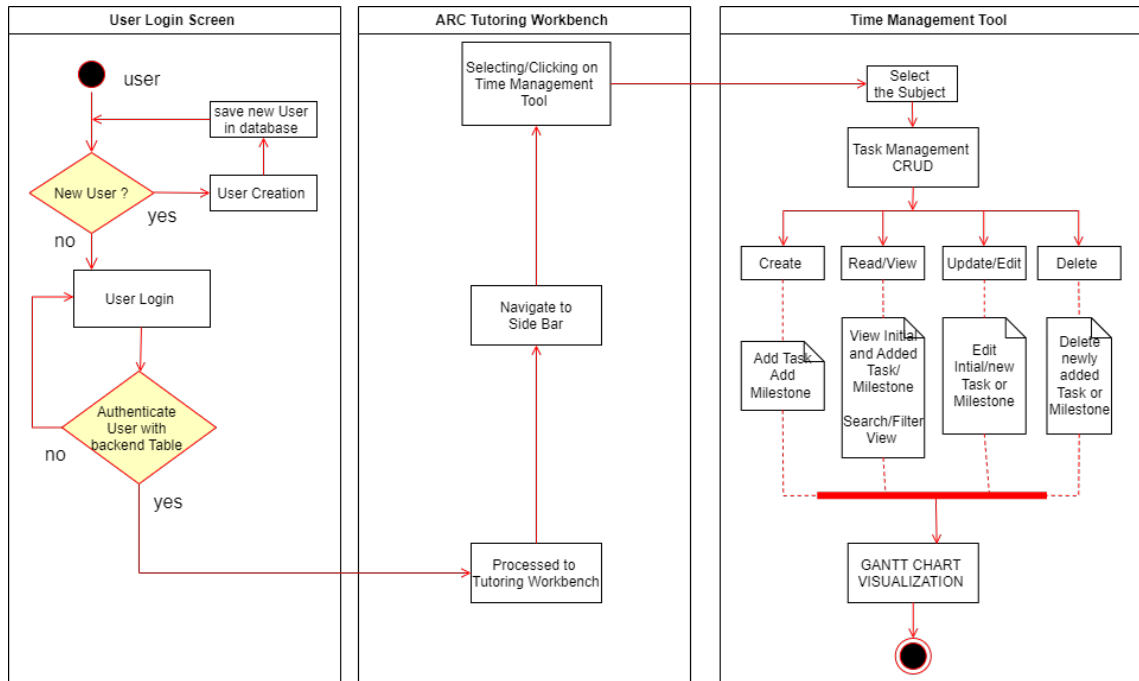 User Login Screen
user
save new User
in database
New User ?
yes
User Creation
no
User Login
Authenticate
User with
backend Table
no
yes
ARC Tutoring Workbench
Selecting/Clicking on
Time Management
Tool
Navigate to
Side Bar
Processed to
Tutoring Workbench
Time Management Tool
Select
the Subject
Task Management
CRUD
Create
Read/View
Update/Edit
Delete
Add Task
Add
Milestone
View Initial
and Added
Task/
Milestone
Search/Filter
View
Edit
Intial/new
Task or
Milestone
Delete
newly
added
Task or
Milestone
GANTT CHART
VISUALIZATION